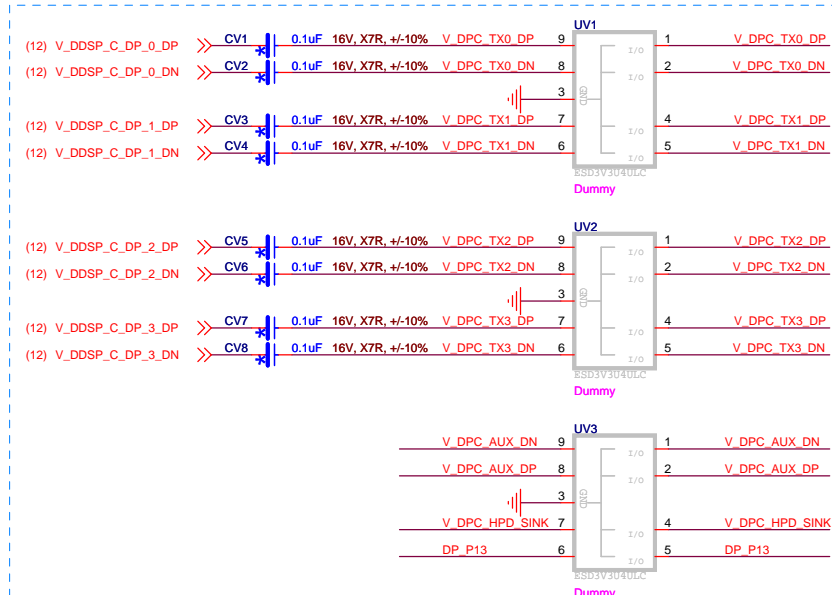 UV1
(12) V_DDSP_C_DP_0_DP CV1 0.1uF 16V, X7R, +/-10% V_DPC_TX0_DP 9 I/O 1 V_DPC_TX0_DP
(12) V_DDSP_C_DP_0_DN CV2 0.1uF 16V, X7R, +/-10% V_DPC_TX0_DN 8 I/O 2 V_DPC_TX0_DN
3 GND
(12) V_DDSP_C_DP_1_DP CV3 0.1uF 16V, X7R, +/-10% V_DPC_TX1_DP 7 I/O 4 V_DPC_TX1_DP
(12) V_DDSP_C_DP_1_DN CV4 0.1uF 16V, X7R, +/-10% V_DPC_TX1_DN 6 I/O 5 V_DPC_TX1_DN
ESD3V3U4ULC
Dummy
UV2
(12) V_DDSP_C_DP_2_DP CV5 0.1uF 16V, X7R, +/-10% V_DPC_TX2_DP 9 I/O 1 V_DPC_TX2_DP
(12) V_DDSP_C_DP_2_DN CV6 0.1uF 16V, X7R, +/-10% V_DPC_TX2_DN 8 I/O 2 V_DPC_TX2_DN
3 GND
(12) V_DDSP_C_DP_3_DP CV7 0.1uF 16V, X7R, +/-10% V_DPC_TX3_DP 7 I/O 4 V_DPC_TX3_DP
(12) V_DDSP_C_DP_3_DN CV8 0.1uF 16V, X7R, +/-10% V_DPC_TX3_DN 6 I/O 5 V_DPC_TX3_DN
ESD3V3U4ULC
Dummy
UV3
V_DPC_AUX_DN 9 I/O 1 V_DPC_AUX_DN
V_DPC_AUX_DP 8 I/O 2 V_DPC_AUX_DP
3 GND
V_DPC_HPD_SINK 7 I/O 4 V_DPC_HPD_SINK
DP_P13 6 I/O 5 DP_P13
ESD3V3U4ULC
Dummy